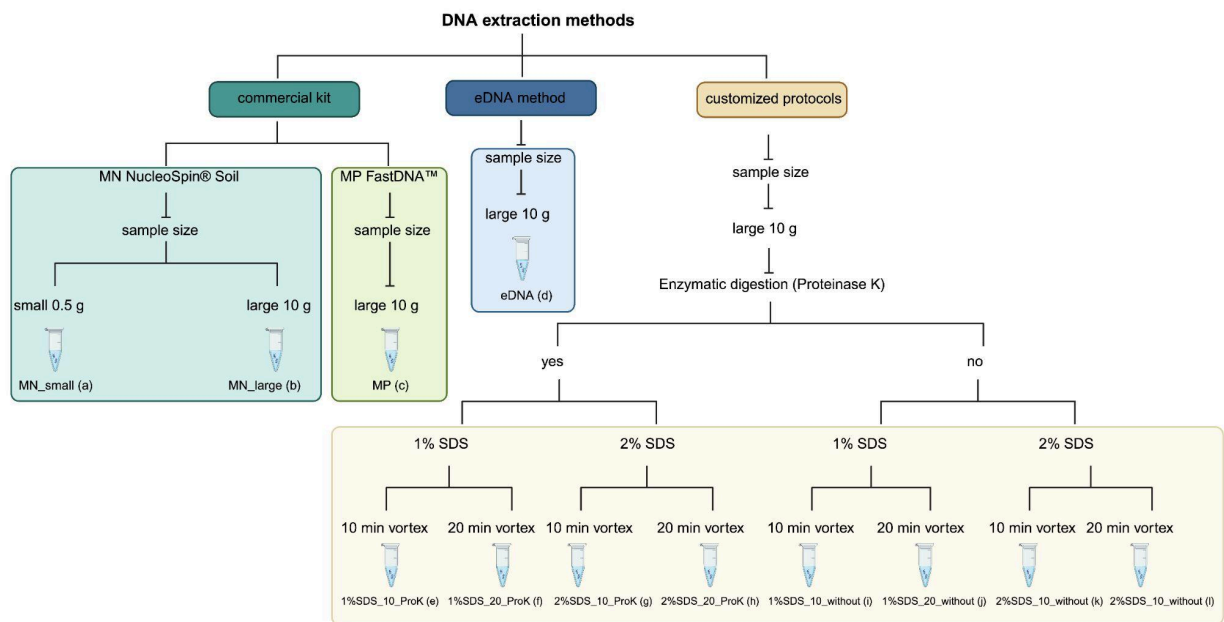 DNA extraction methods
commercial kit
eDNA method
customized protocols
MN NucleoSpin® Soil
MP FastDNA™
sample size
large 10 g
eDNA (d)
sample size
sample size
sample size
small 0.5 g
large 10 g
large 10 g
MN_small (a)
MN_large (b)
MP (c)
large 10 g
Enzymatic digestion (Proteinase K)
yes
no
1% SDS
2% SDS
1% SDS
2% SDS
10 min vortex
20 min vortex
10 min vortex
20 min vortex
10 min vortex
20 min vortex
10 min vortex
20 min vortex
1%SDS_10_ProK (e)
1%SDS_20_ProK (f)
2%SDS_10_ProK (g)
2%SDS_20_ProK (h)
1%SDS_10_without (i)
1%SDS_20_without (j)
2%SDS_10_without (k)
2%SDS_10_without (l)